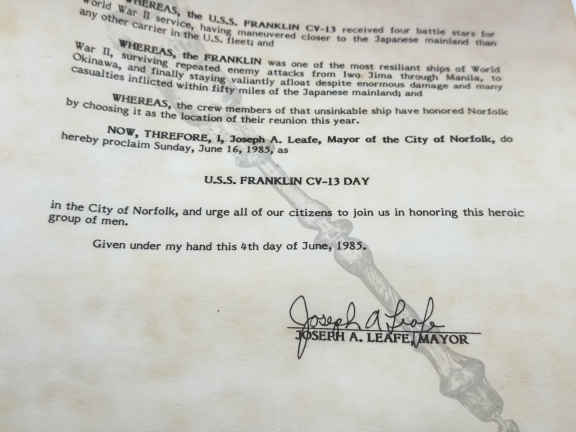 WHEREAS, the U.S.S. FRANKLIN CV-13 received four battle stars for
World War II service, having maneuvered closer to the Japanese mainland than
any other carrier in the U.S. fleet; and
WHEREAS, the FRANKLIN was one of the most resiliant ships of World
War II, surviving repeated enemy attacks from Iwo Jima through Manila, to
Okinawa, and finally staying valiantly afloat despite enormous damage and many
casualties inflicted within fifty miles of the Japanese mainland; and
WHEREAS, the crew members of that unsinkable ship have honored Norfolk
by choosing it as the location of their reunion this year.
NOW, THREFORE, I, Joseph A. Leafe, Mayor of the City of Norfolk, do
hereby proclaim Sunday, June 16, 1985, as
U.S.S. FRANKLIN CV-13 DAY
in the City of Norfolk, and urge all of our citizens to join us in honoring this heroic
group of men.
Given under my hand this 4th day of June, 1985.
Joseph A Leafe
JOSEPH A. LEAFE, MAYOR